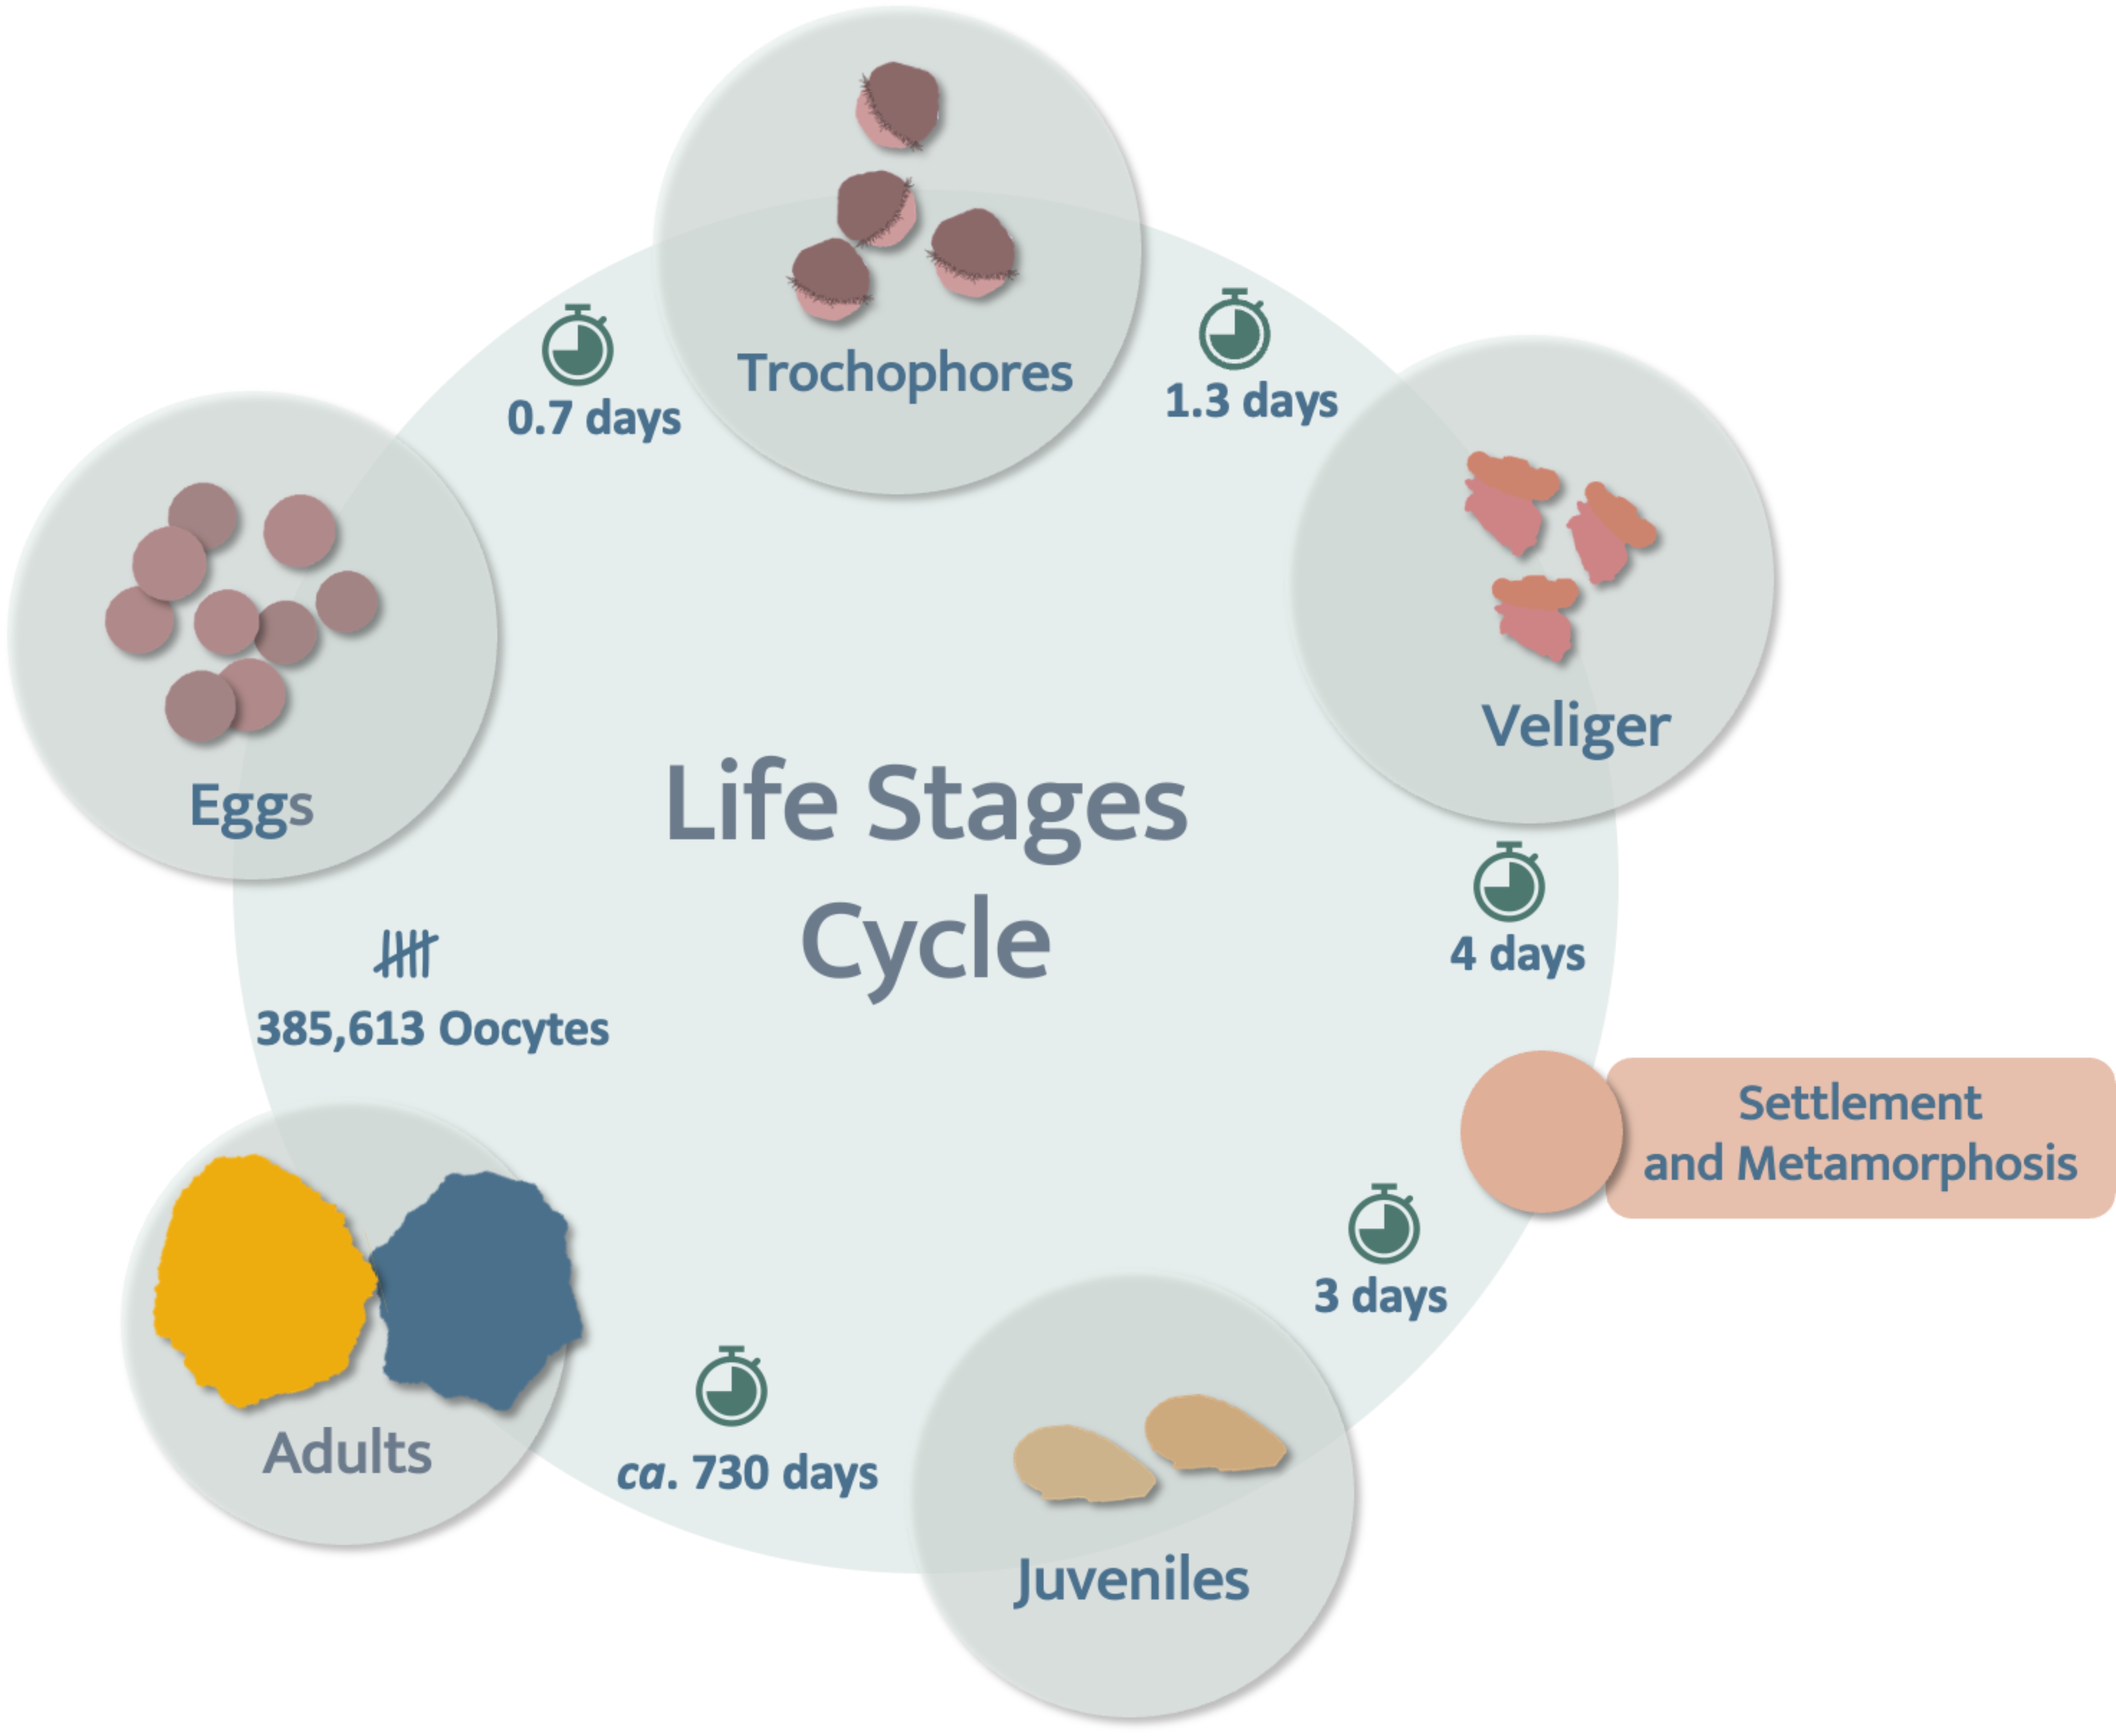 Trochophores
0.7 days
1.3 days
Eggs
Veliger
Life Stages
Cycle
4 days
385,613 Oocytes
Settlement
and Metamorphosis
3 days
Adults
ca. 730 days
Juveniles